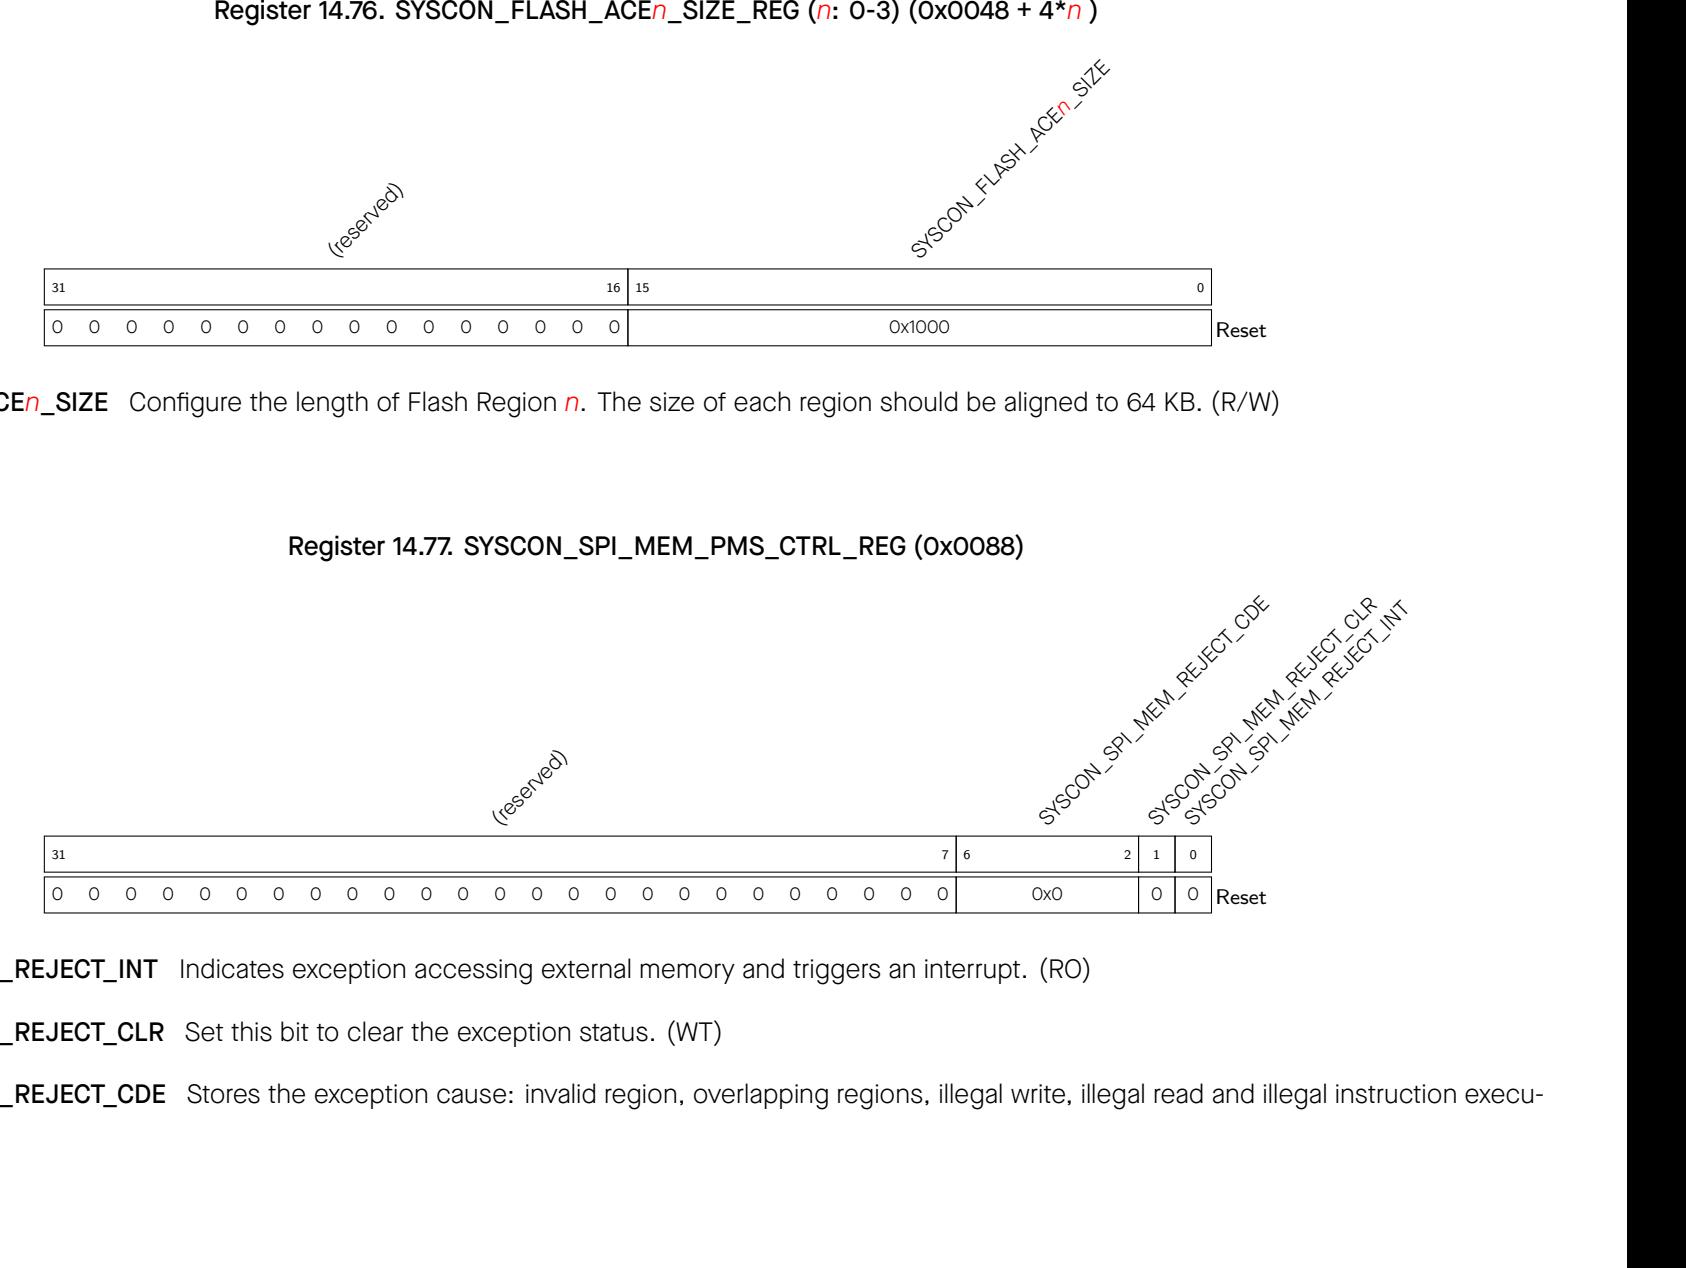 Register 14.76. SYSCON_FLASH_ACEn_SIZE_REG (n: 0-3) (0x0048 + 4*n )
(reserved)
SYSCON_FLASH_ACEn_SIZE
31 16 15 0
0 0 0 0 0 0 0 0 0 0 0 0 0 0 0 0 0x1000 Reset
CEn_SIZE Configure the length of Flash Region n. The size of each region should be aligned to 64 KB. (R/W)
Register 14.77. SYSCON_SPI_MEM_PMS_CTRL_REG (0x0088)
(reserved)
SYSCON_SPI_MEM_REJECT_CDE
SYSCON_SPI_MEM_REJECT_CLR
SYSCON_SPI_MEM_REJECT_INT
31 7 6 2 1 0
0 0 0 0 0 0 0 0 0 0 0 0 0 0 0 0 0 0 0 0 0 0 0 0 0 0x0 0 0 Reset
_REJECT_INT Indicates exception accessing external memory and triggers an interrupt. (RO)
_REJECT_CLR Set this bit to clear the exception status. (WT)
_REJECT_CDE Stores the exception cause: invalid region, overlapping regions, illegal write, illegal read and illegal instruction execu-